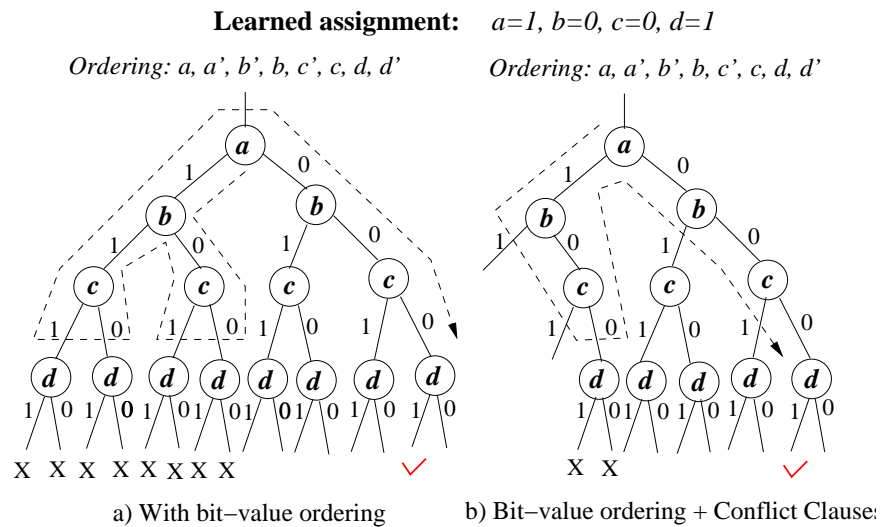 Learned assignment: a=1, b=0, c=0, d=1
Ordering: a, a’, b’, b, c’, c, d, d’ Ordering: a, a’, b’, b, c’, c, d, d’
a a
1 0 1 0
b b b b
1 0 1 0 1 0 1 0
c c c c c c c
1 0 1 0 1 0 1 0 1 0 1 0 1 0
d d d d d d d d d d d d d
1 0 1 0 1 0 1 0 1 0 1 0 1 0 1 0 1 0 1 0 1 0 1 0 1 0
X X X X X X X X X X
a) With bit−value ordering b) Bit−value ordering + Conflict Clauses